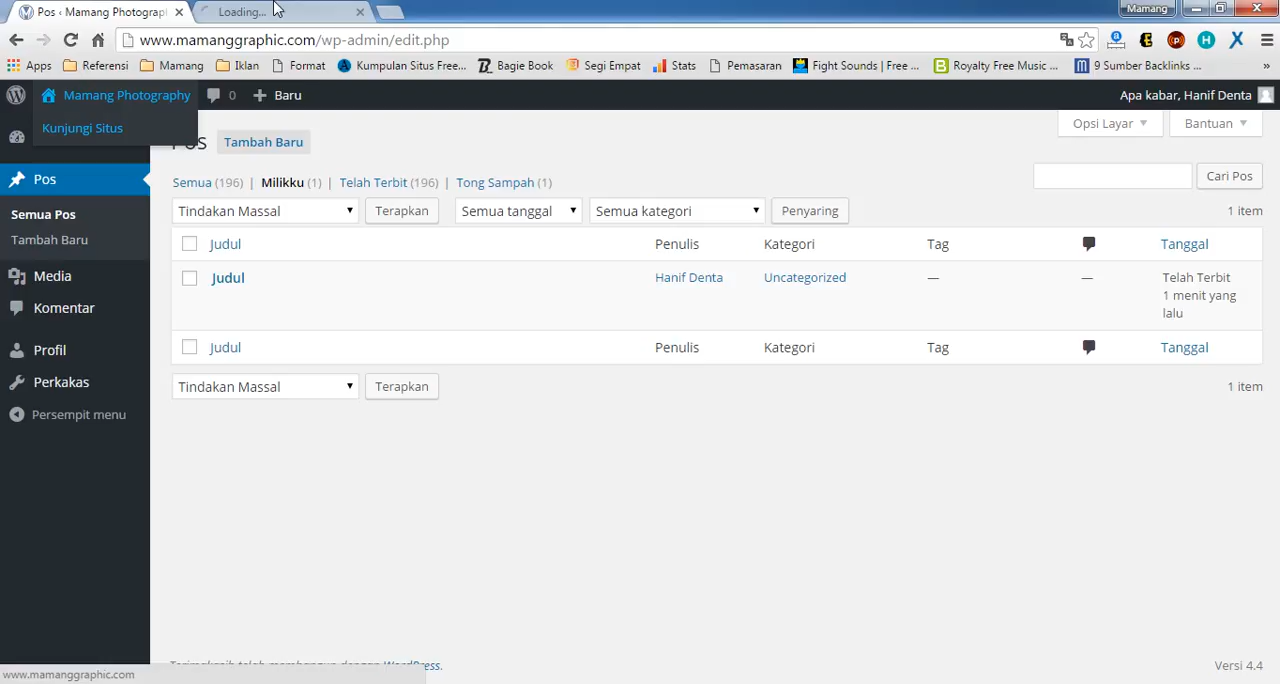 Pos ‹ Mamang Photograph
Loading...
Mamang
www.mamanggraphic.com/wp-admin/edit.php
Apps
Referensi
Mamang
Iklan
Format
Kumpulan Situs Free...
Bagie Book
Segi Empat
Stats
Pemasaran
Fight Sounds | Free ...
Royalty Free Music ...
9 Sumber Backlinks ...
»
Mamang Photography
0
Baru
Apa kabar, Hanif Denta
Kunjungi Situs
Pos
Tambah Baru
Opsi Layar
Bantuan
Pos
Semua (196) | Milikku (1) | Telah Terbit (196) | Tong Sampah (1)
Cari Pos
Semua Pos
Tambah Baru
Media
Komentar
Profil
Perkakas
Persempit menu
Tindakan Massal
Terapkan
Semua tanggal
Semua kategori
Penyaring
1 item
Judul
Penulis
Kategori
Tag
Tanggal
Judul
Hanif Denta
Uncategorized
—
—
Telah Terbit
1 menit yang
lalu
Judul
Penulis
Kategori
Tag
Tanggal
Tindakan Massal
Terapkan
1 item
Terimakasih telah membangun dengan WordPress.
Versi 4.4
www.mamanggraphic.com